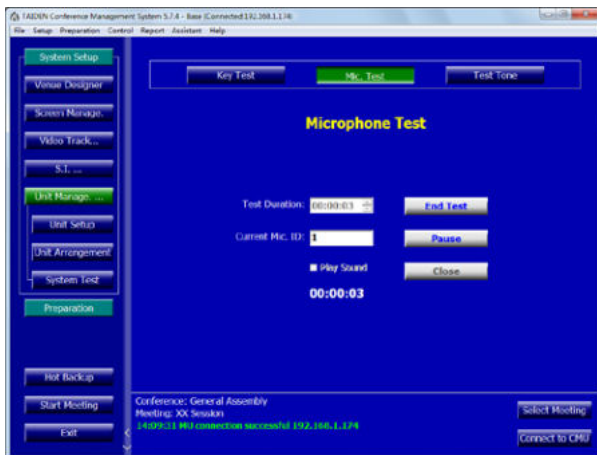 TAIDEN Conference Management System 5.7.4 - Base (Connected:192.168.1.174)
File Setup Preparation Control Report Assistant Help
System Setup
Venue Designer
Screen Manage.
Video Track...
S.I. ...
Unit Manage. ...
Unit Setup
Unit Arrangement
System Test
Preparation
Hot Backup
Start Meeting
Exit
Key Test
Mic. Test
Test Tone
Microphone Test
Test Duration: 00:00:03
End Test
Current Mic. ID: 1
Pause
Play Sound
Close
00:00:03
Conference: General Assembly
Meeting: XX Session
14:09:31 MU connection successful 192.168.1.174
Select Meeting
Connect to CMU